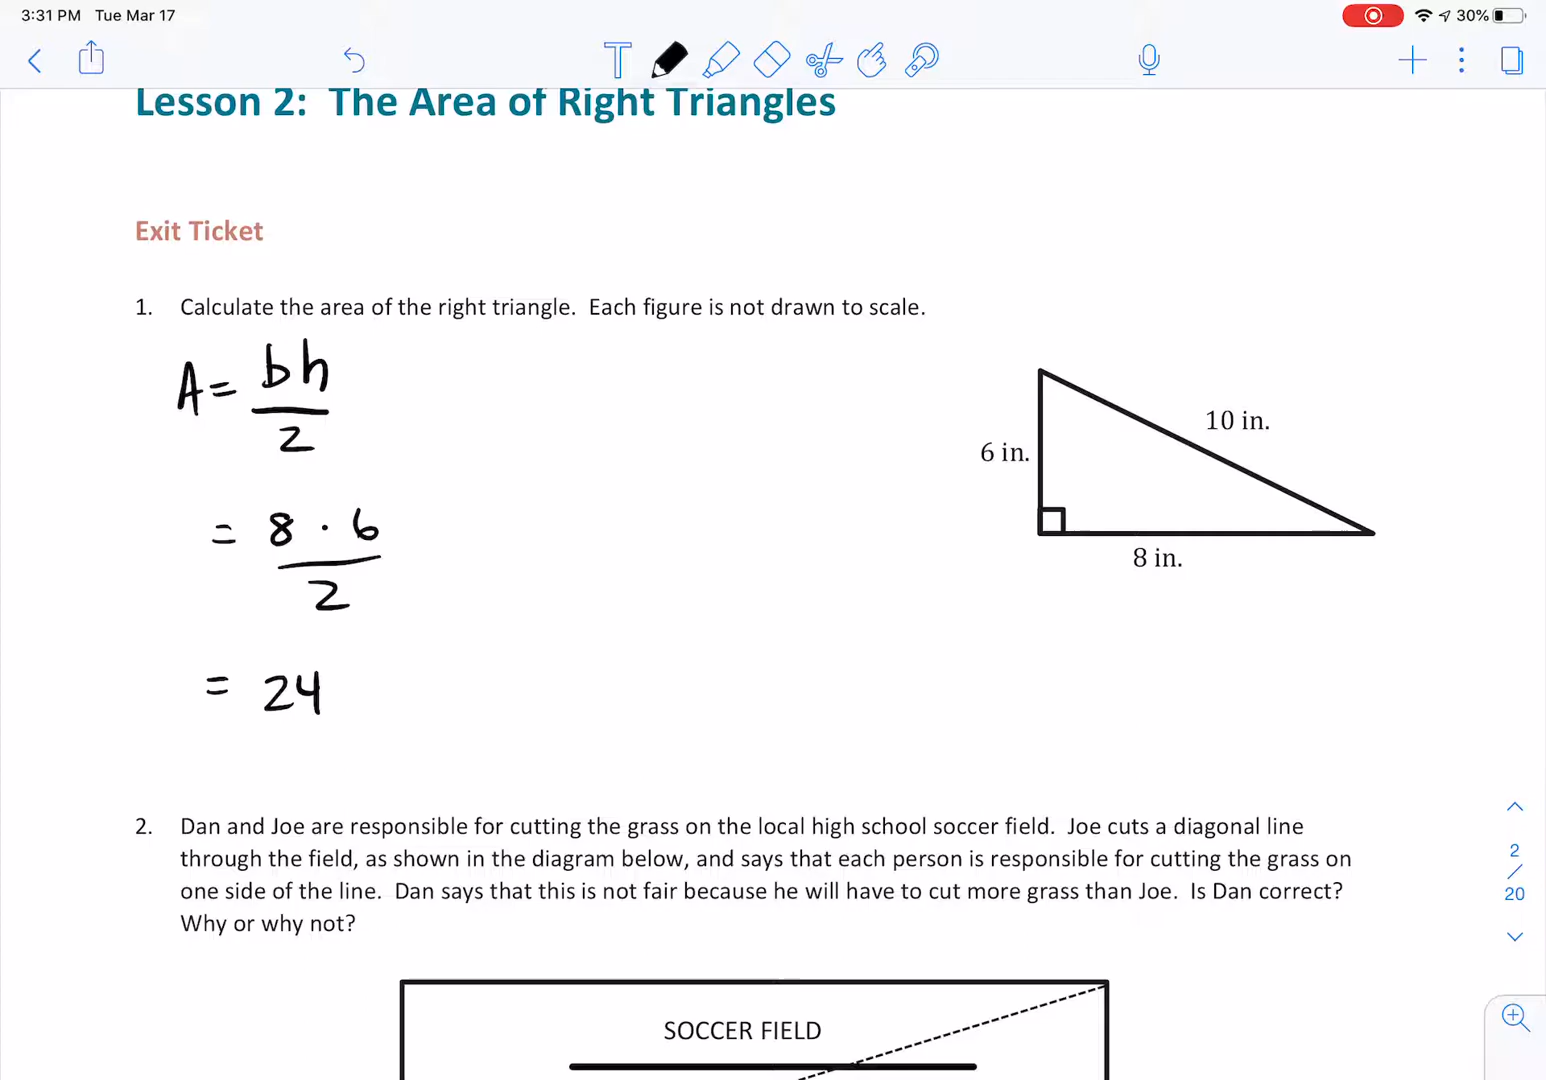 3:31 PM Tue Mar 17
30%
T
Lesson 2: The Area of Right Triangles
Exit Ticket
1. Calculate the area of the right triangle. Each figure is not drawn to scale.
A = bh
2
10 in.
6 in.
= 8 · 6
2
8 in.
= 24
2. Dan and Joe are responsible for cutting the grass on the local high school soccer field. Joe cuts a diagonal line
through the field, as shown in the diagram below, and says that each person is responsible for cutting the grass on
one side of the line. Dan says that this is not fair because he will have to cut more grass than Joe. Is Dan correct?
Why or why not?
2
/
20
SOCCER FIELD